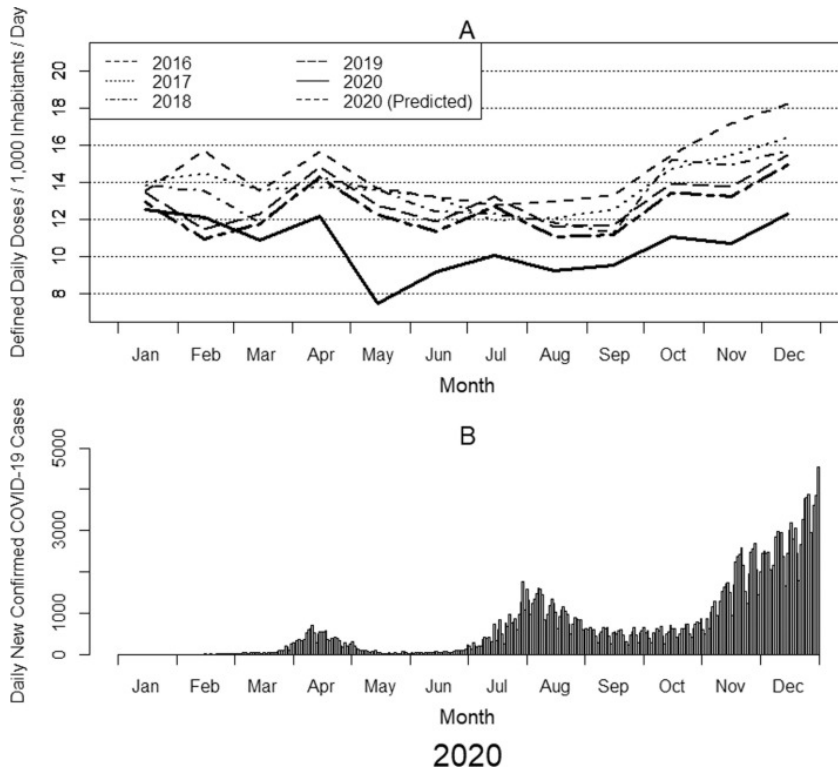 A
Defined Daily Doses / 1,000 Inhabitants / Day
2016
2017
2018
2019
2020
2020 (Predicted)
20
18
16
14
12
10
8
Jan Feb Mar Apr May Jun Jul Aug Sep Oct Nov Dec
Month
B
Daily New Confirmed COVID-19 Cases
5000
3000
1000
0
Jan Feb Mar Apr May Jun Jul Aug Sep Oct Nov Dec
Month
2020